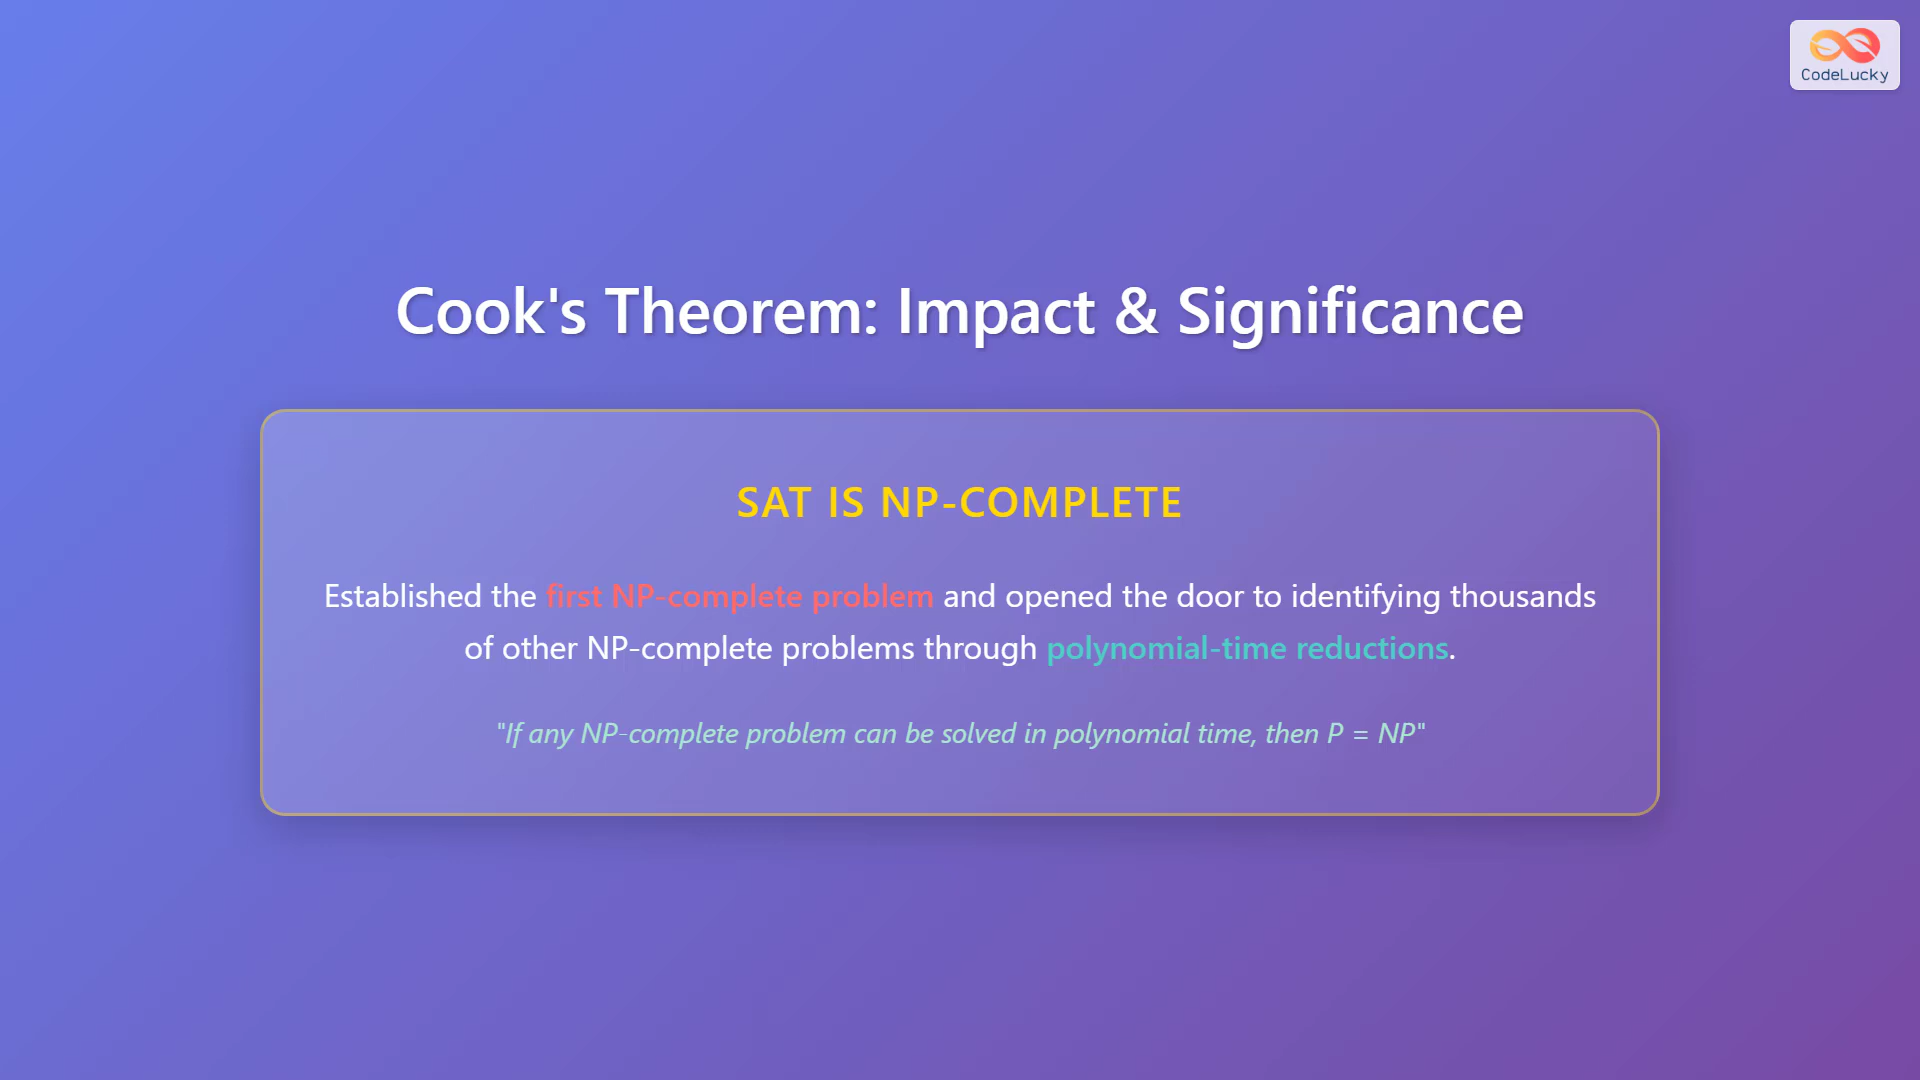 CodeLucky
Cook's Theorem: Impact & Significance
SAT IS NP-COMPLETE
Established the first NP-complete problem and opened the door to identifying thousands
of other NP-complete problems through polynomial-time reductions.
"If any NP-complete problem can be solved in polynomial time, then P = NP"